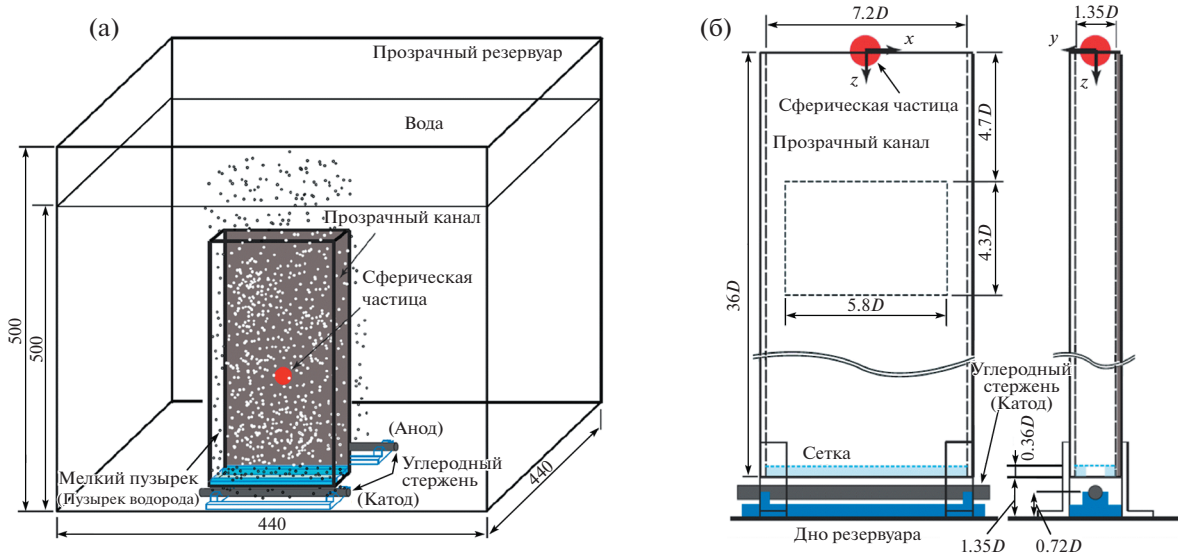 (а)
Прозрачный резервуар
Вода
Прозрачный канал
Сферическая
частица
500
500
(Анод)
Углеродный
стержень
(Катод)
Мелкий пузырек
(Пузырек водорода)
440
440
(б)
7.2D
1.35D
x
y
z
z
Сферическая частица
4.7D
Прозрачный канал
36D
4.3D
5.8D
Углеродный
стержень
(Катод)
0.36D
Сетка
Дно резервуара
1.35D
0.72D